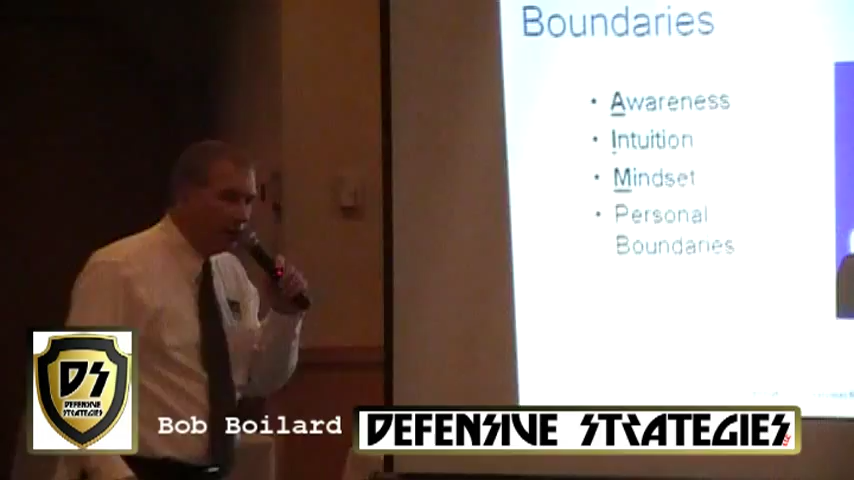 Boundaries
• Awareness
• Intuition
• Mindset
• Personal
Boundaries
DS
DEFENSIVE
STRATEGIES
Bob Boilard
DEFENSIVE STRATEGIES